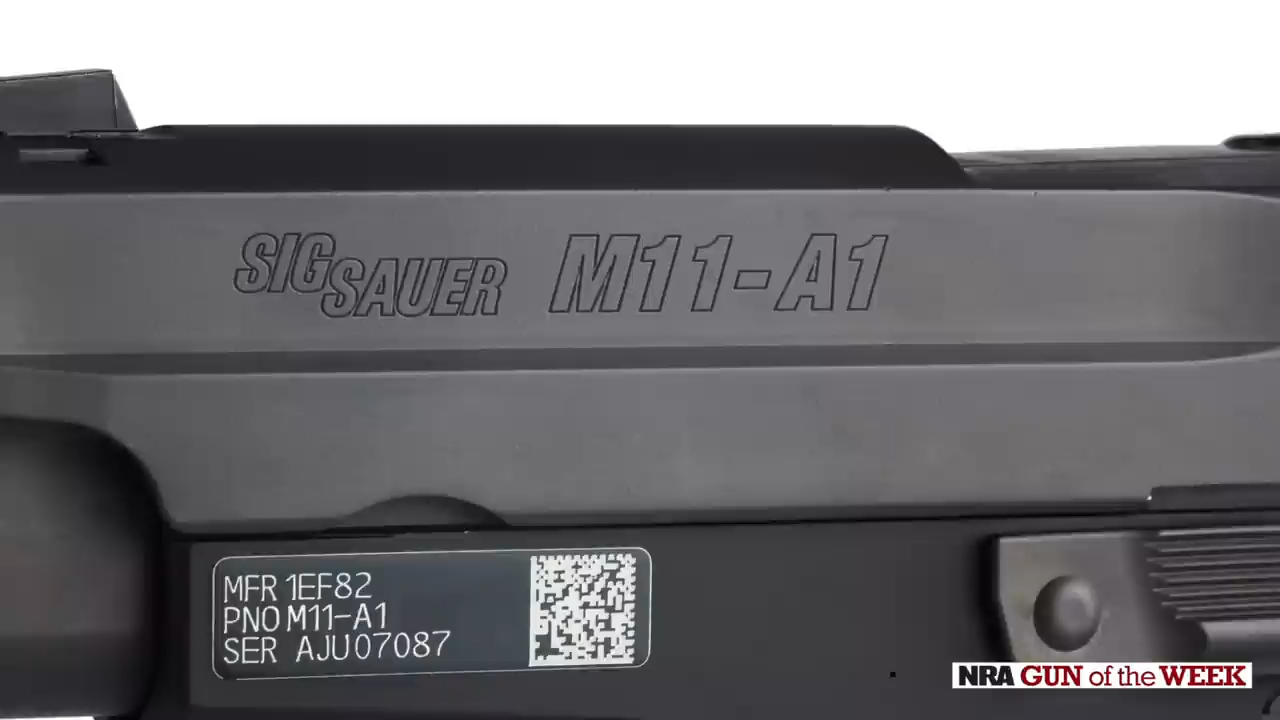 SIG SAUER M11-A1
MFR 1EF82
PNO M11-A1
SER AJU07087
NRA GUN of the WEEK